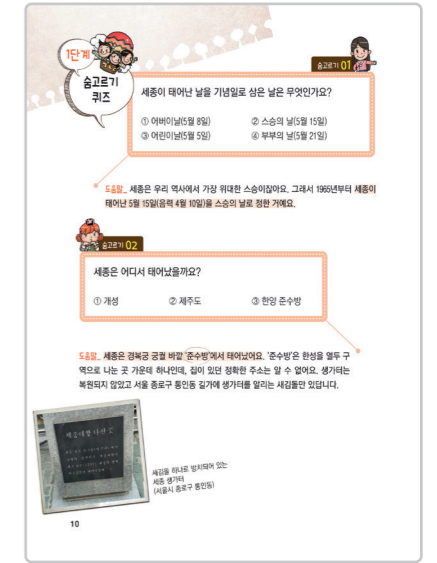 1단계
숨고르기
퀴즈
숨고르기 01
세종이 태어난 날을 기념일로 삼은 날은 무엇인가요?
① 어버이날(5월 8일) ② 스승의 날(5월 15일)
③ 어린이날(5월 5일) ④ 부부의 날(5월 21일)
도움말_ 세종은 우리 역사에서 가장 위대한 스승이잖아요. 그래서 1965년부터 세종이
태어난 5월 15일(음력 4월 10일)을 스승의 날로 정한 거예요.
숨고르기 02
세종은 어디서 태어났을까요?
① 개성 ② 제주도 ③ 한양 준수방
도움말_ 세종은 경복궁 궁궐 바깥 '준수방'에서 태어났어요. '준수방'은 한성을 열두 구
역으로 나눈 곳 가운데 하나인데, 집이 있던 정확한 주소는 알 수 없어요. 생가터는
복원되지 않았고 서울 종로구 통인동 길가에 생가터를 알리는 새김돌만 있답니다.
세종대왕 나신 곳
새김돌 하나로 방치되어 있는
세종 생가터
(서울시 종로구 통인동)
10